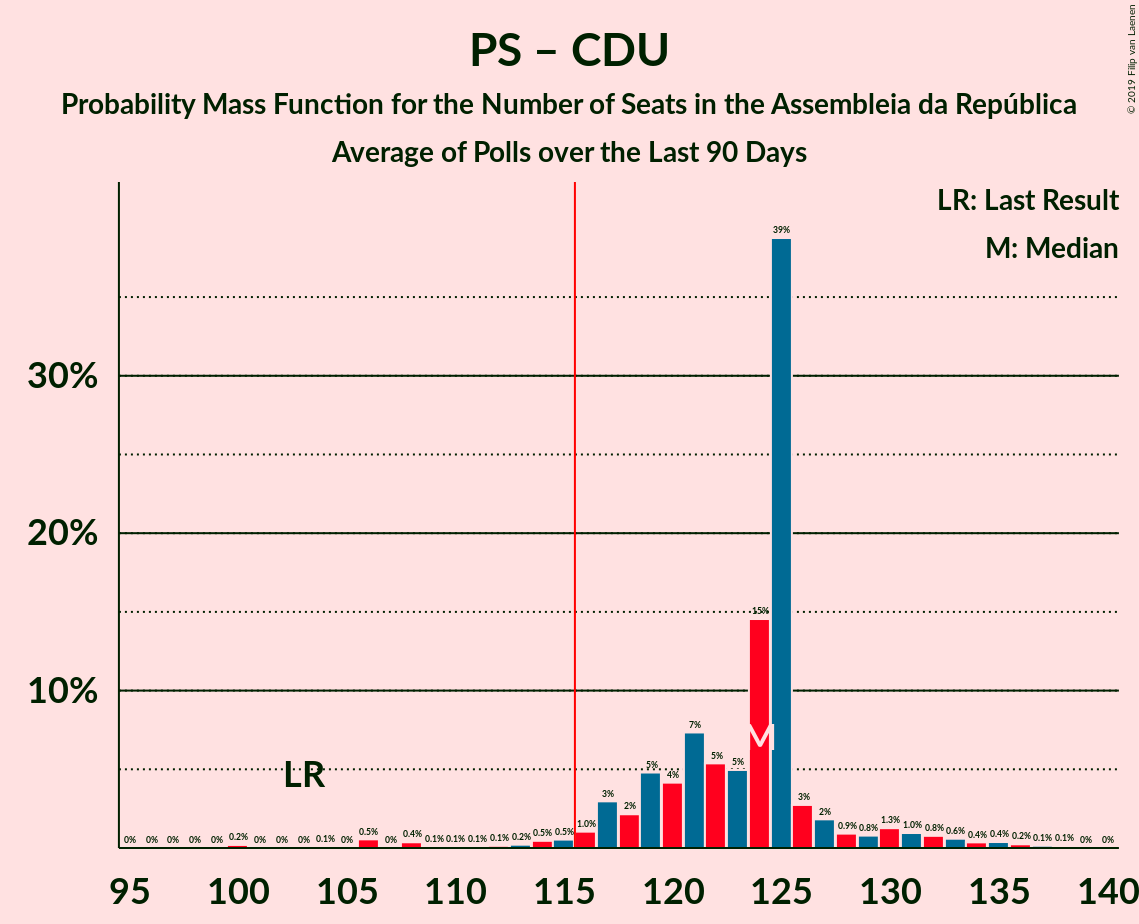 PS – CDU
Probability Mass Function for the Number of Seats in the Assembleia da República
Average of Polls over the Last 90 Days
© 2019 Filip van Laenen
LR: Last Result
M: Median
30%
20%
10%
0% 0% 0% 0% 0% 0.2% 0% 0% 0% 0.1% 0% 0.5% 0% 0.4% 0.1% 0.1% 0.1% 0.1% 0.2% 0.5% 0.5% 1.0% 3% 2% 5% 4% 7% 5% 5% 15% 39% 3% 2% 0.9% 0.8% 1.3% 1.0% 0.8% 0.6% 0.4% 0.4% 0.2% 0.1% 0.1% 0% 0%
LR
M
95 100 105 110 115 120 125 130 135 140